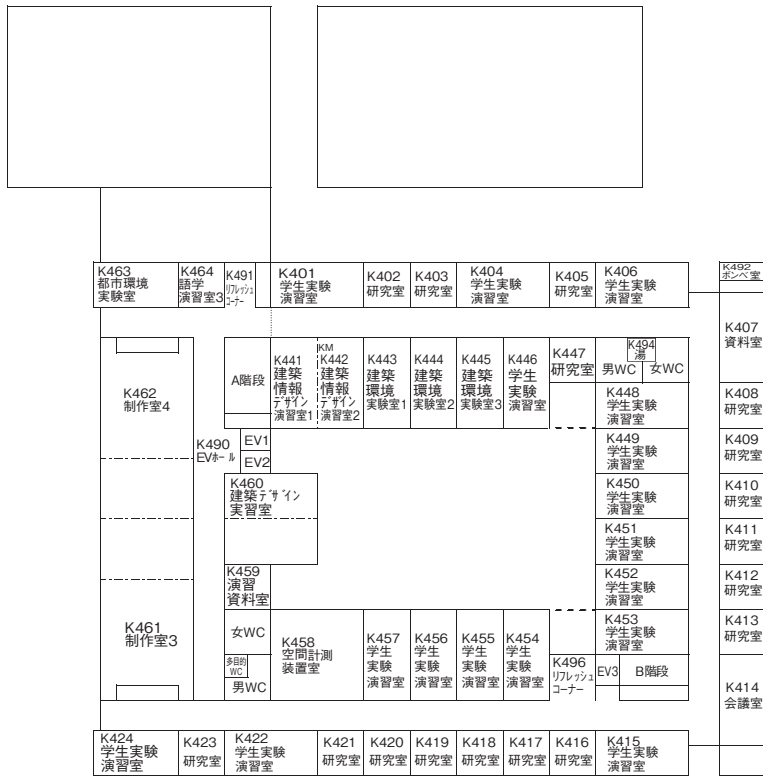 K463
都市環境
実験室
K464
語学
演習室3
K491
リフレッシュ
コーナー
K401
学生実験
演習室
K402
研究室
K403
研究室
K404
学生実験
演習室
K405
研究室
K406
学生実験
演習室
K492
ボンベ室
K407
資料室
K462
制作室4
A階段
K441
建築
情報
デザイン
演習室1
KM
K442
建築
情報
デザイン
演習室2
K443
建築
環境
実験室1
K444
建築
環境
実験室2
K445
建築
環境
実験室3
K446
学生
実験
演習室
K447
研究室
K494
湯
男WC
女WC
K448
学生実験
演習室
K408
研究室
K490
EVホール
EV1
EV2
K449
学生実験
演習室
K409
研究室
K460
建築デザイン
実習室
K450
学生実験
演習室
K410
研究室
K451
学生実験
演習室
K411
研究室
K459
演習
資料室
K452
学生実験
演習室
K412
研究室
K461
制作室3
女WC
多目的
WC
男WC
K458
空間計測
装置室
K457
学生
実験
演習室
K456
学生
実験
演習室
K455
学生
実験
演習室
K454
学生
実験
演習室
K453
学生実験
演習室
K413
研究室
K496
リフレッシュ
コーナー
EV3
B階段
K414
会議室
K424
学生実験
演習室
K423
研究室
K422
学生実験
演習室
K421
研究室
K420
研究室
K419
研究室
K418
研究室
K417
研究室
K416
研究室
K415
学生実験
演習室